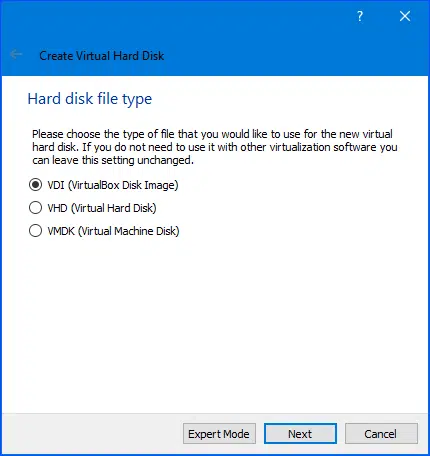 ?
Create Virtual Hard Disk
Hard disk file type
Please choose the type of file that you would like to use for the new virtual
hard disk. If you do not need to use it with other virtualization software you
can leave this setting unchanged.
VDI (VirtualBox Disk Image)
VHD (Virtual Hard Disk)
VMDK (Virtual Machine Disk)
Expert Mode Next Cancel